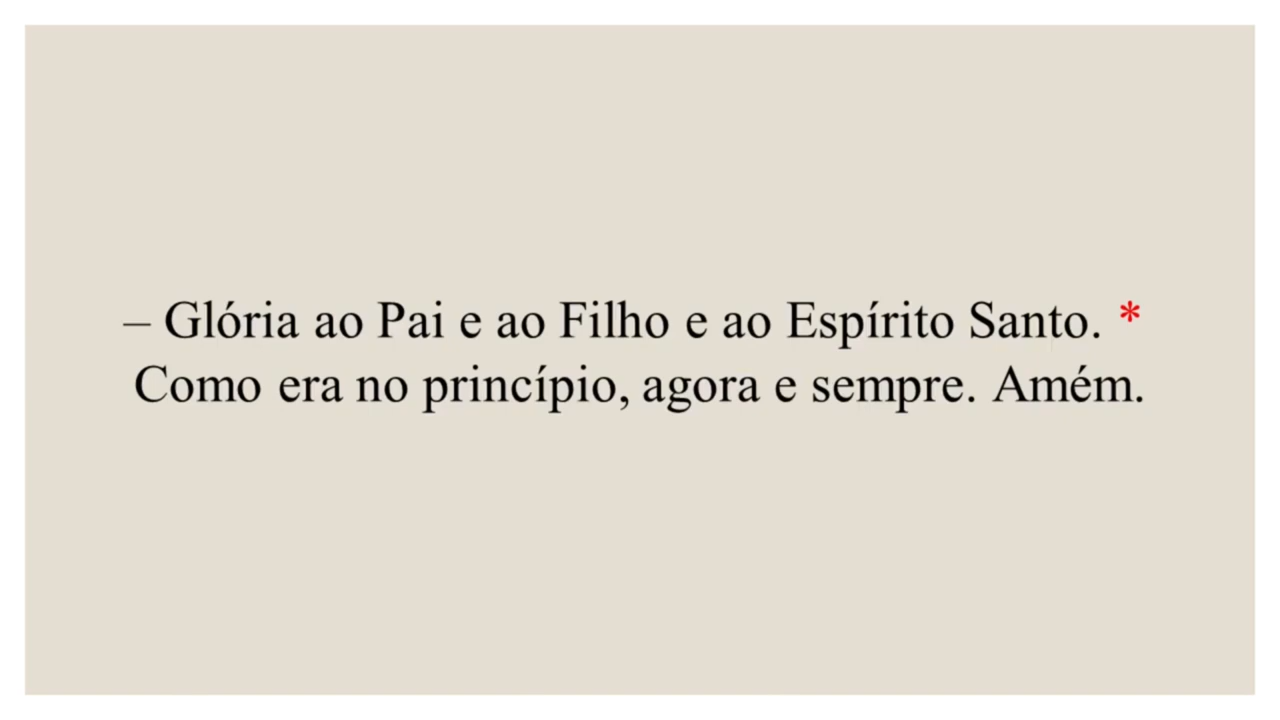 – Glória ao Pai e ao Filho e ao Espírito Santo. *
Como era no princípio, agora e sempre. Amém.